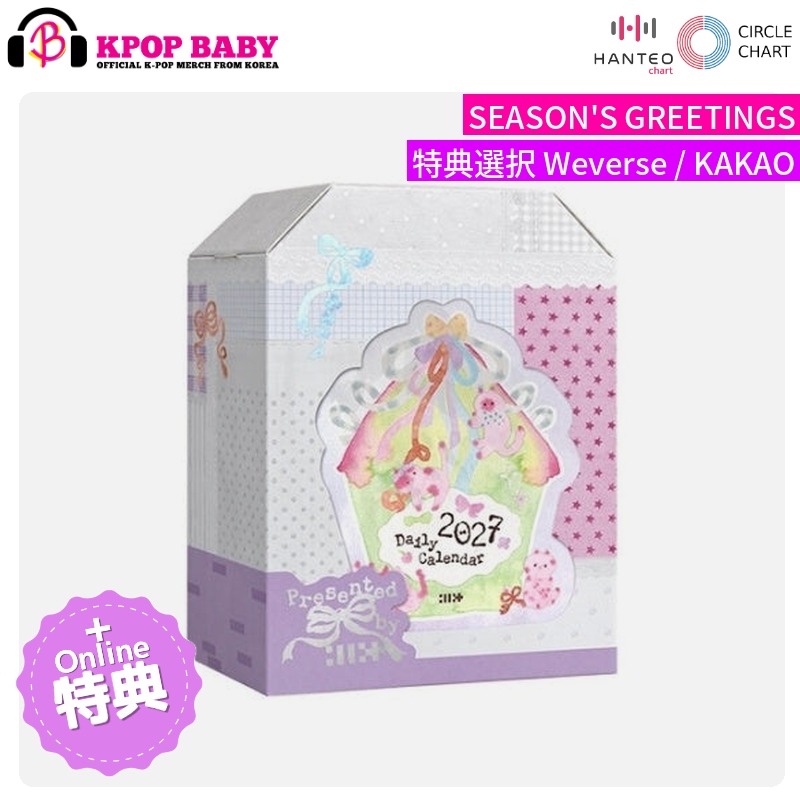 KPOP BABY
OFFICIAL K-POP MERCH FROM KOREA
HANTEO
chart
CIRCLE
CHART
SEASON'S GREETINGS
特典選択 Weverse / KAKAO
2027
Daily
Calendar
Presented
by
+
Online
特典